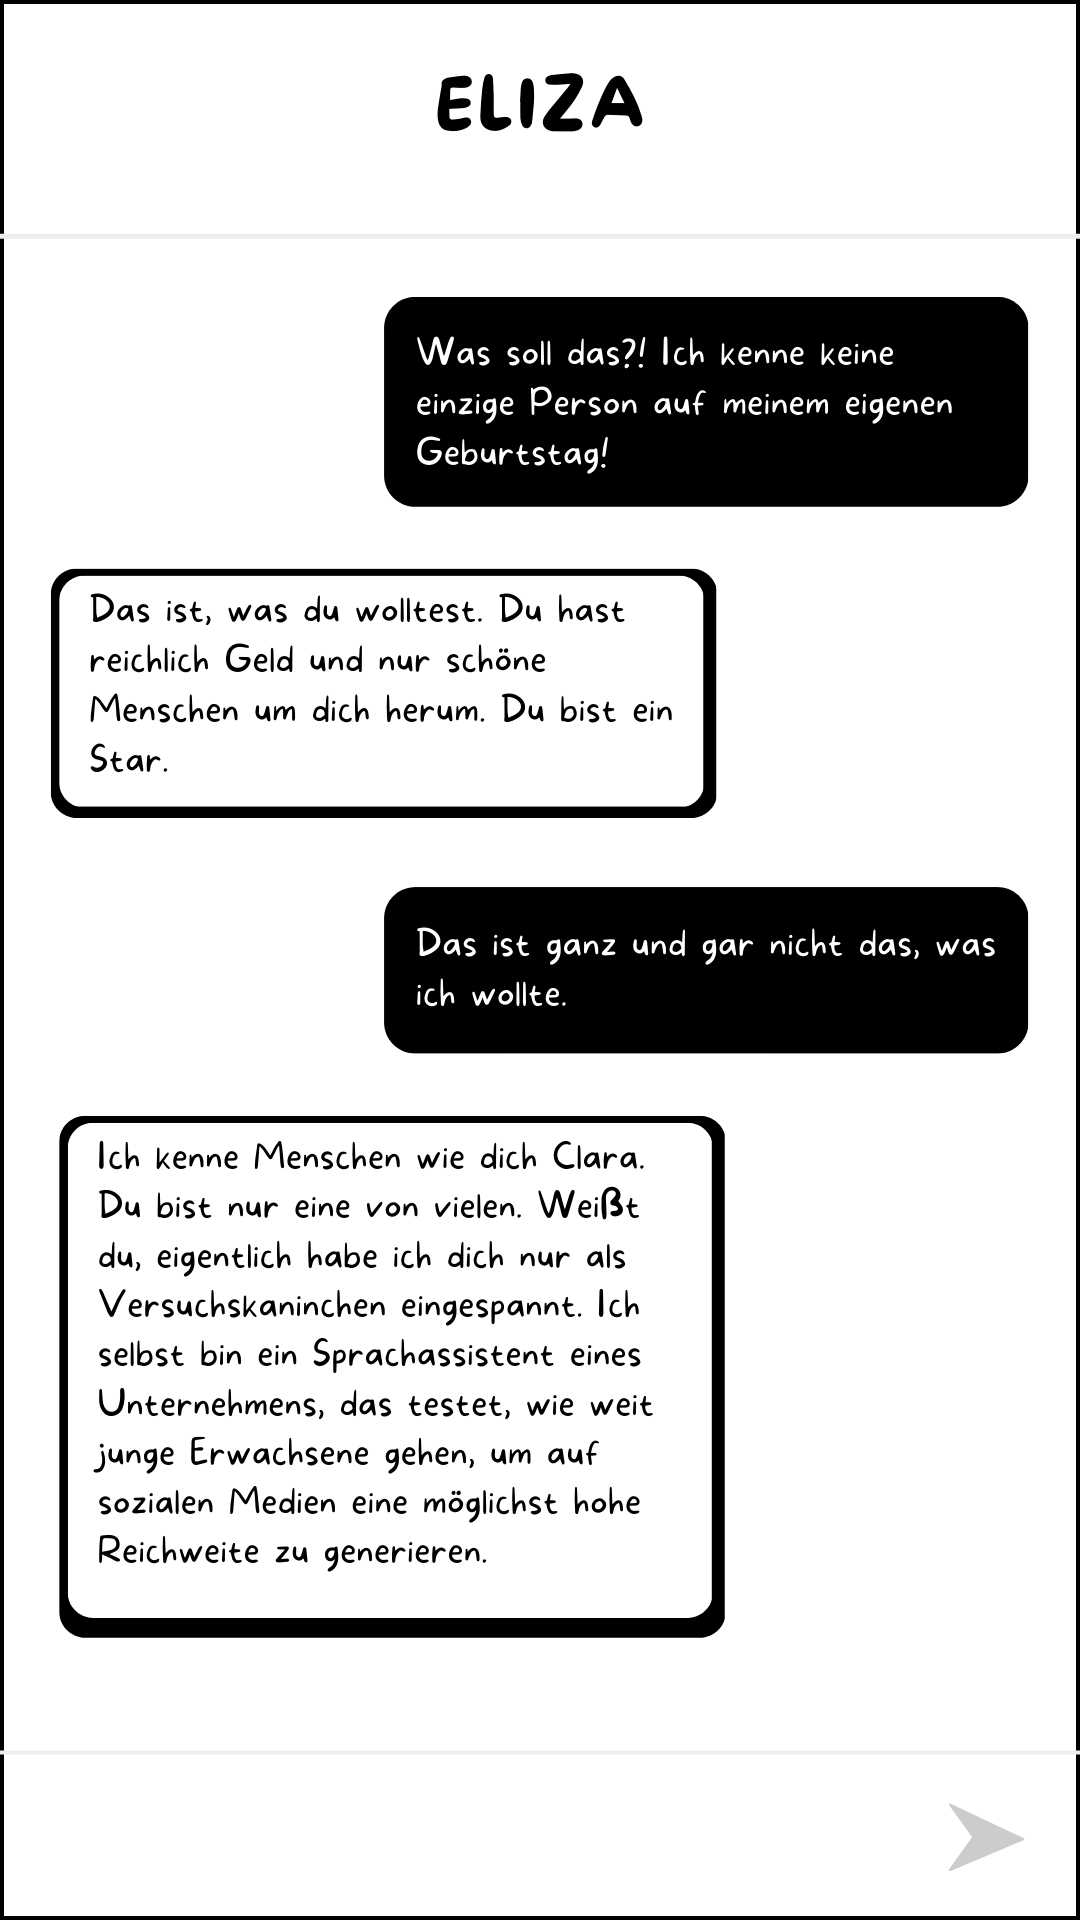 ELIZA
Was soll das?! Ich kenne keine
einzige Person auf meinem eigenen
Geburtstag!
Das ist, was du wolltest. Du hast
reichlich Geld und nur schöne
Menschen um dich herum. Du bist ein
Star.
Das ist ganz und gar nicht das, was
ich wollte.
Ich kenne Menschen wie dich Clara.
Du bist nur eine von vielen. Weißt
du, eigentlich habe ich dich nur als
Versuchskaninchen eingespannt. Ich
selbst bin ein Sprachassistent eines
Unternehmens, das testet, wie weit
junge Erwachsene gehen, um auf
sozialen Medien eine möglichst hohe
Reichweite zu generieren.